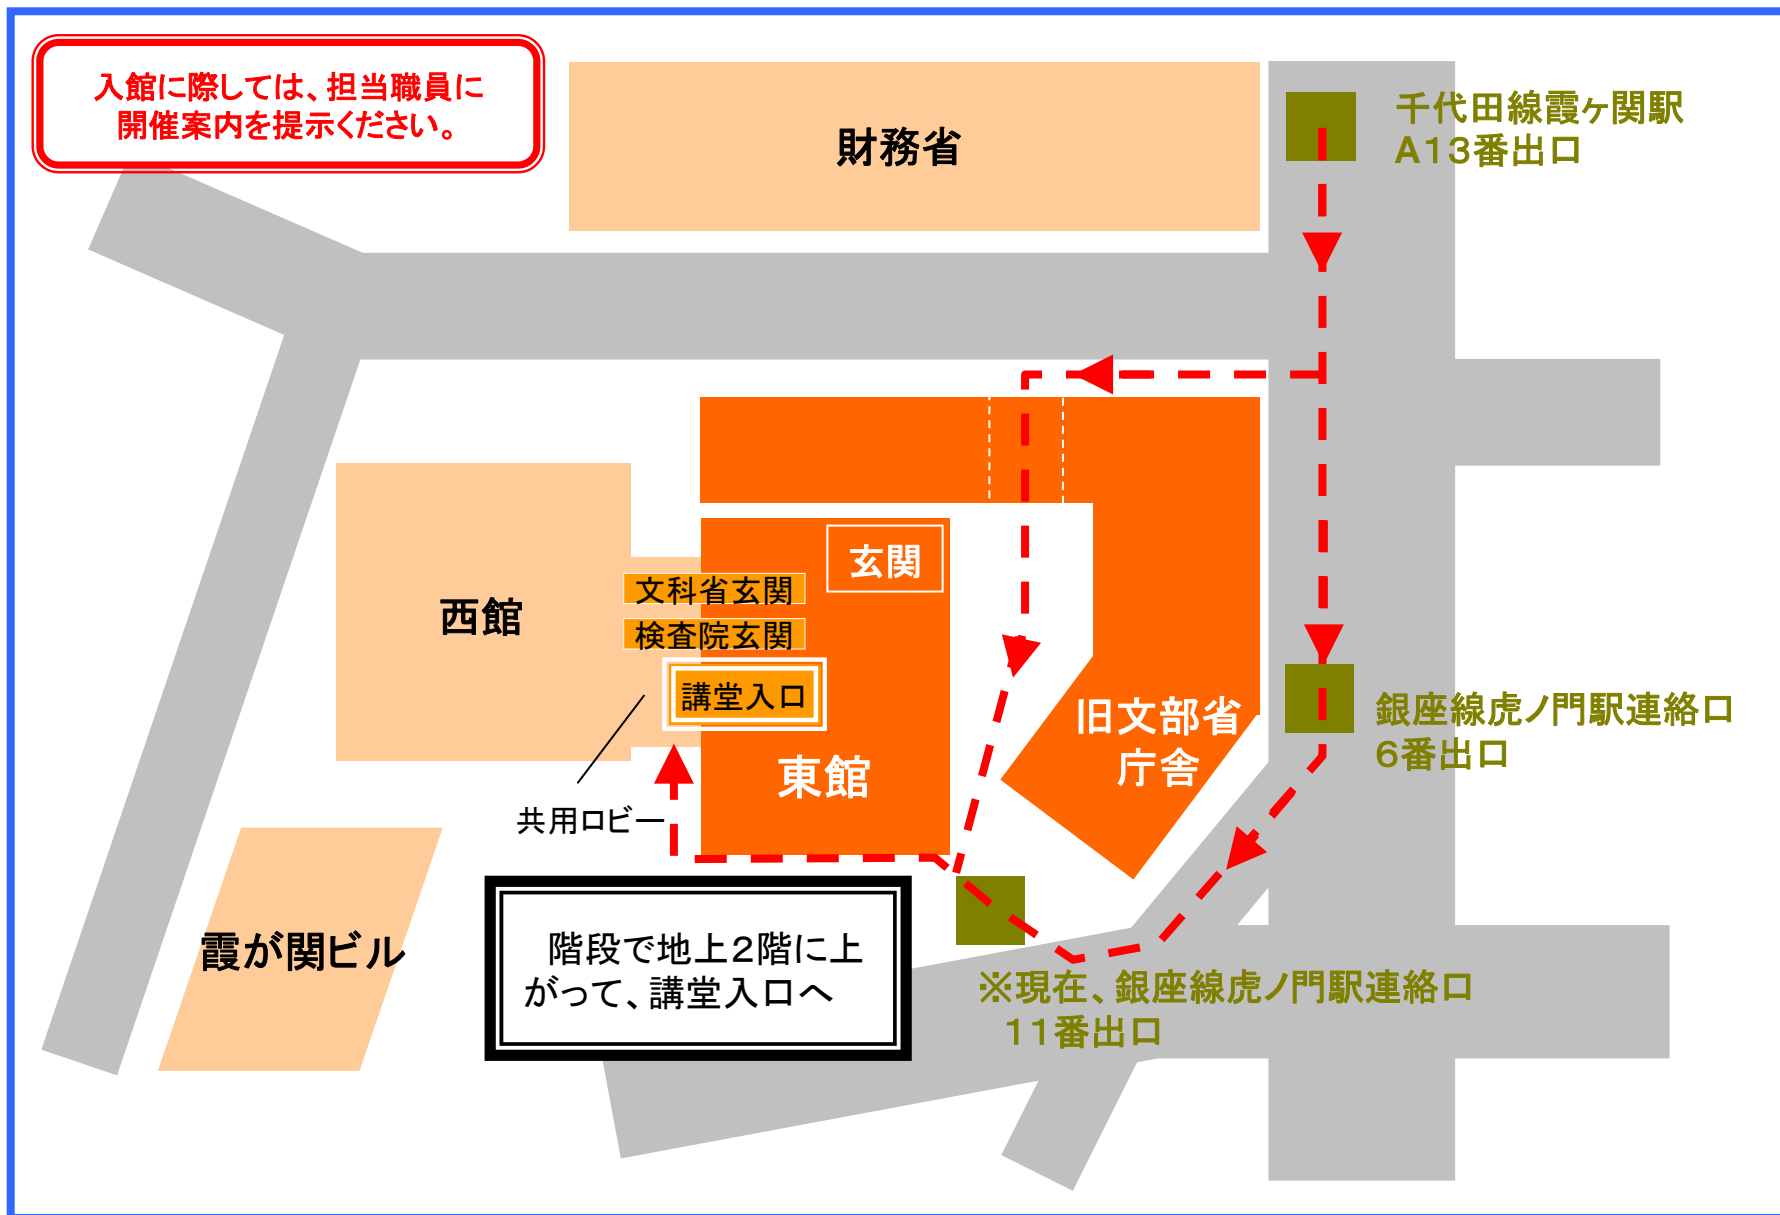 入館に際しては、担当職員に
開催案内を提示ください。
財務省
千代田線霞ヶ関駅
A13番出口
玄関
文科省玄関
検査院玄関
西館
講堂入口
旧文部省
庁舎
銀座線虎ノ門駅連絡口
6番出口
東館
共用ロビー
霞が関ビル
階段で地上2階に上
がって、講堂入口へ
※現在、銀座線虎ノ門駅連絡口
11番出口